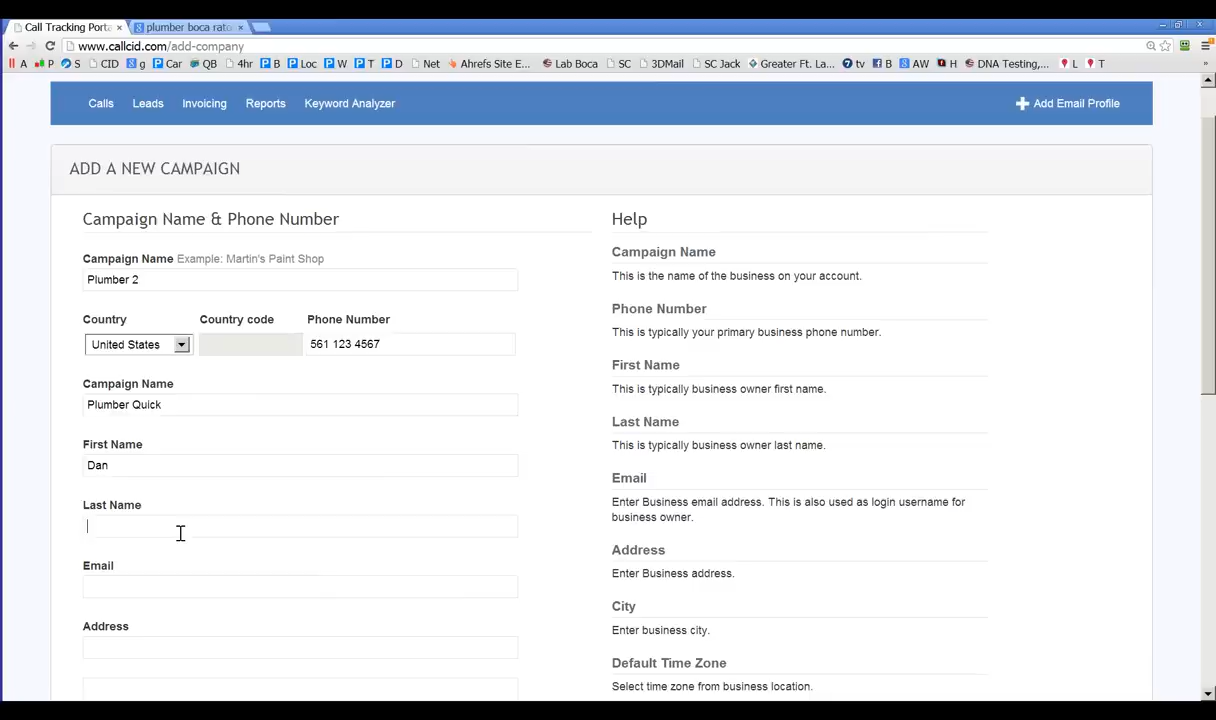 Call Tracking Porta × plumber boca rato ×
www.callcid.com/add-company
A P S CID g P Car QB 4hr P B P Loc P W P T P D Net Ahrefs Site E... Lab Boca SC 3DMail SC Jack Greater Ft. La... tv B AW H DNA Testing,... L T »
Calls Leads Invoicing Reports Keyword Analyzer Add Email Profile
ADD A NEW CAMPAIGN
Campaign Name & Phone Number
Campaign Name Example: Martin's Paint Shop
Plumber 2
Country Country code Phone Number
United States 561 123 4567
Campaign Name
Plumber Quick
First Name
Dan
Last Name
Email
Address
Help
Campaign Name
This is the name of the business on your account.
Phone Number
This is typically your primary business phone number.
First Name
This is typically business owner first name.
Last Name
This is typically business owner last name.
Email
Enter Business email address. This is also used as login username for
business owner.
Address
Enter Business address.
City
Enter business city.
Default Time Zone
Select time zone from business location.